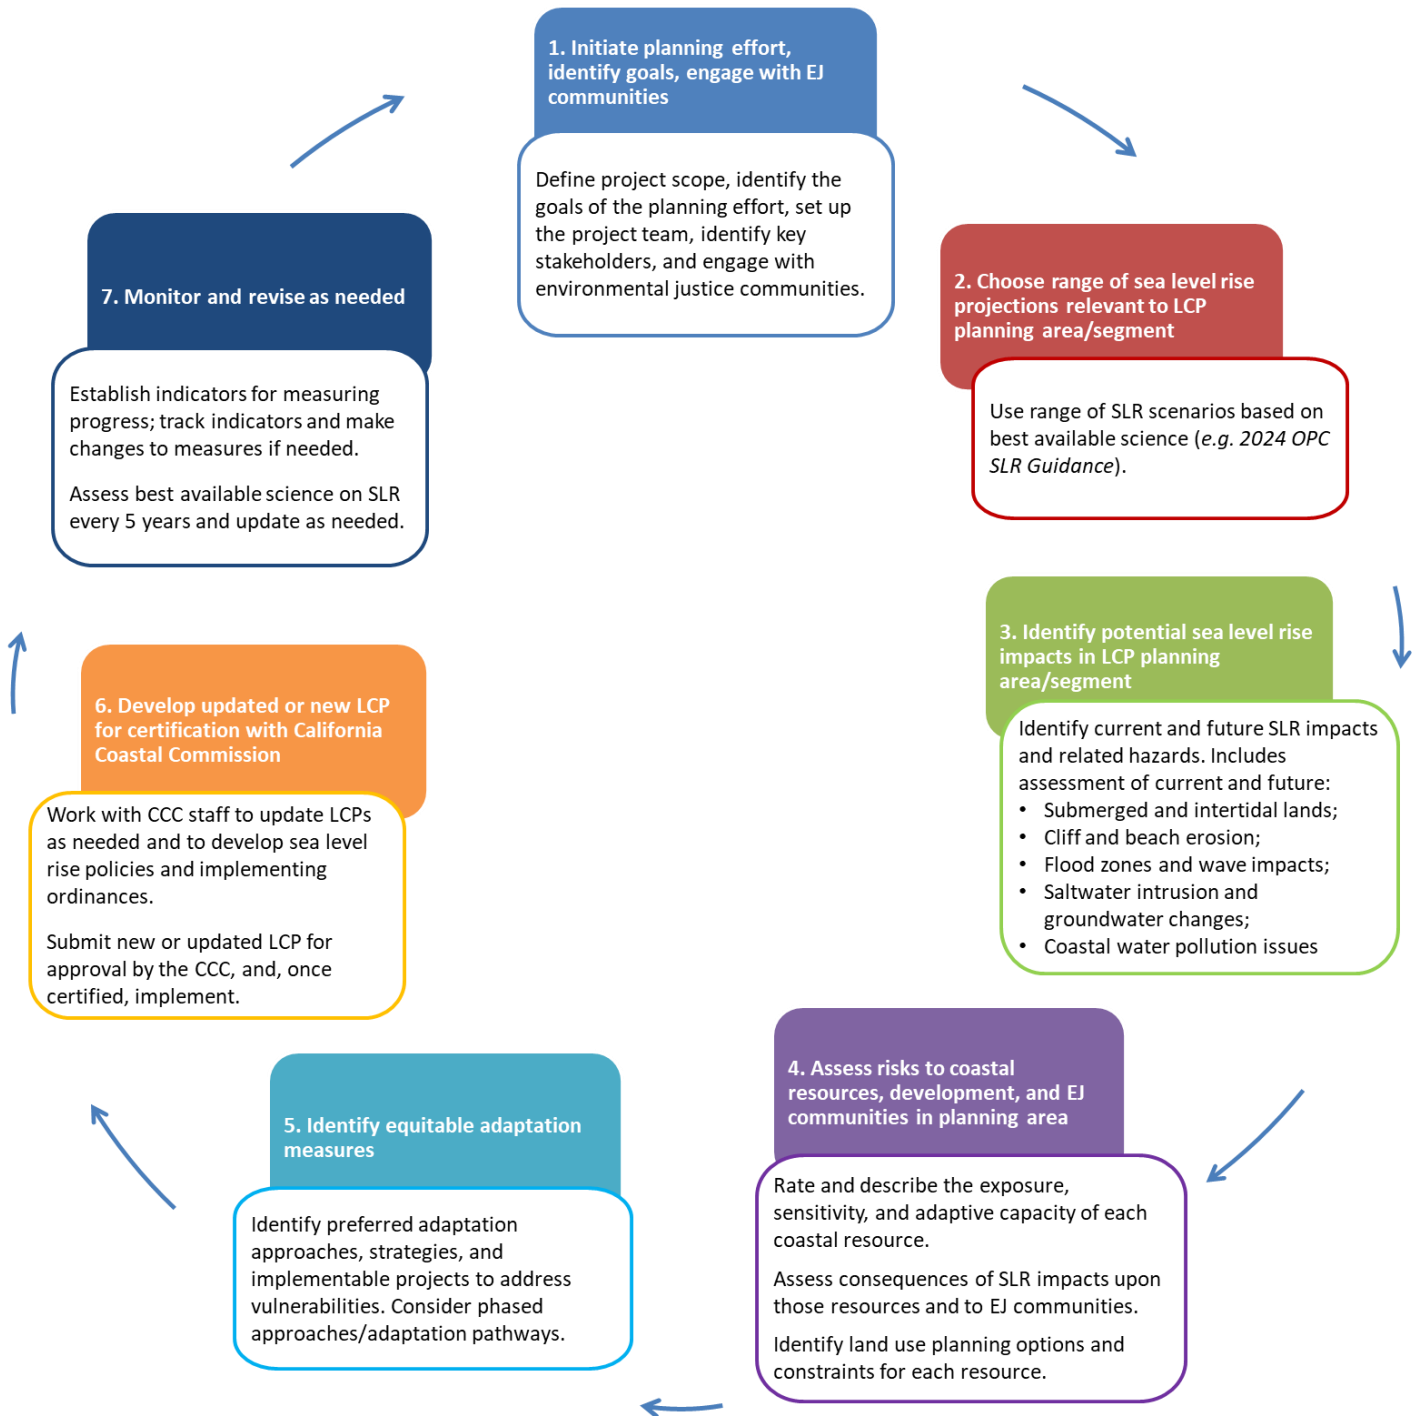 1. Initiate planning effort,
identify goals, engage with EJ
communities
Define project scope, identify the
goals of the planning effort, set up
the project team, identify key
stakeholders, and engage with
environmental justice communities.
2. Choose range of sea level rise
projections relevant to LCP
planning area/segment
Use range of SLR scenarios based on
best available science (e.g. 2024 OPC
SLR Guidance).
3. Identify potential sea level rise
impacts in LCP planning
area/segment
Identify current and future SLR impacts
and related hazards. Includes
assessment of current and future:
• Submerged and intertidal lands;
• Cliff and beach erosion;
• Flood zones and wave impacts;
• Saltwater intrusion and
groundwater changes;
• Coastal water pollution issues
4. Assess risks to coastal
resources, development, and EJ
communities in planning area
Rate and describe the exposure,
sensitivity, and adaptive capacity of each
coastal resource.
Assess consequences of SLR impacts upon
those resources and to EJ communities.
Identify land use planning options and
constraints for each resource.
5. Identify equitable adaptation
measures
Identify preferred adaptation
approaches, strategies, and
implementable projects to address
vulnerabilities. Consider phased
approaches/adaptation pathways.
6. Develop updated or new LCP
for certification with California
Coastal Commission
Work with CCC staff to update LCPs
as needed and to develop sea level
rise policies and implementing
ordinances.
Submit new or updated LCP for
approval by the CCC, and, once
certified, implement.
7. Monitor and revise as needed
Establish indicators for measuring
progress; track indicators and make
changes to measures if needed.
Assess best available science on SLR
every 5 years and update as needed.